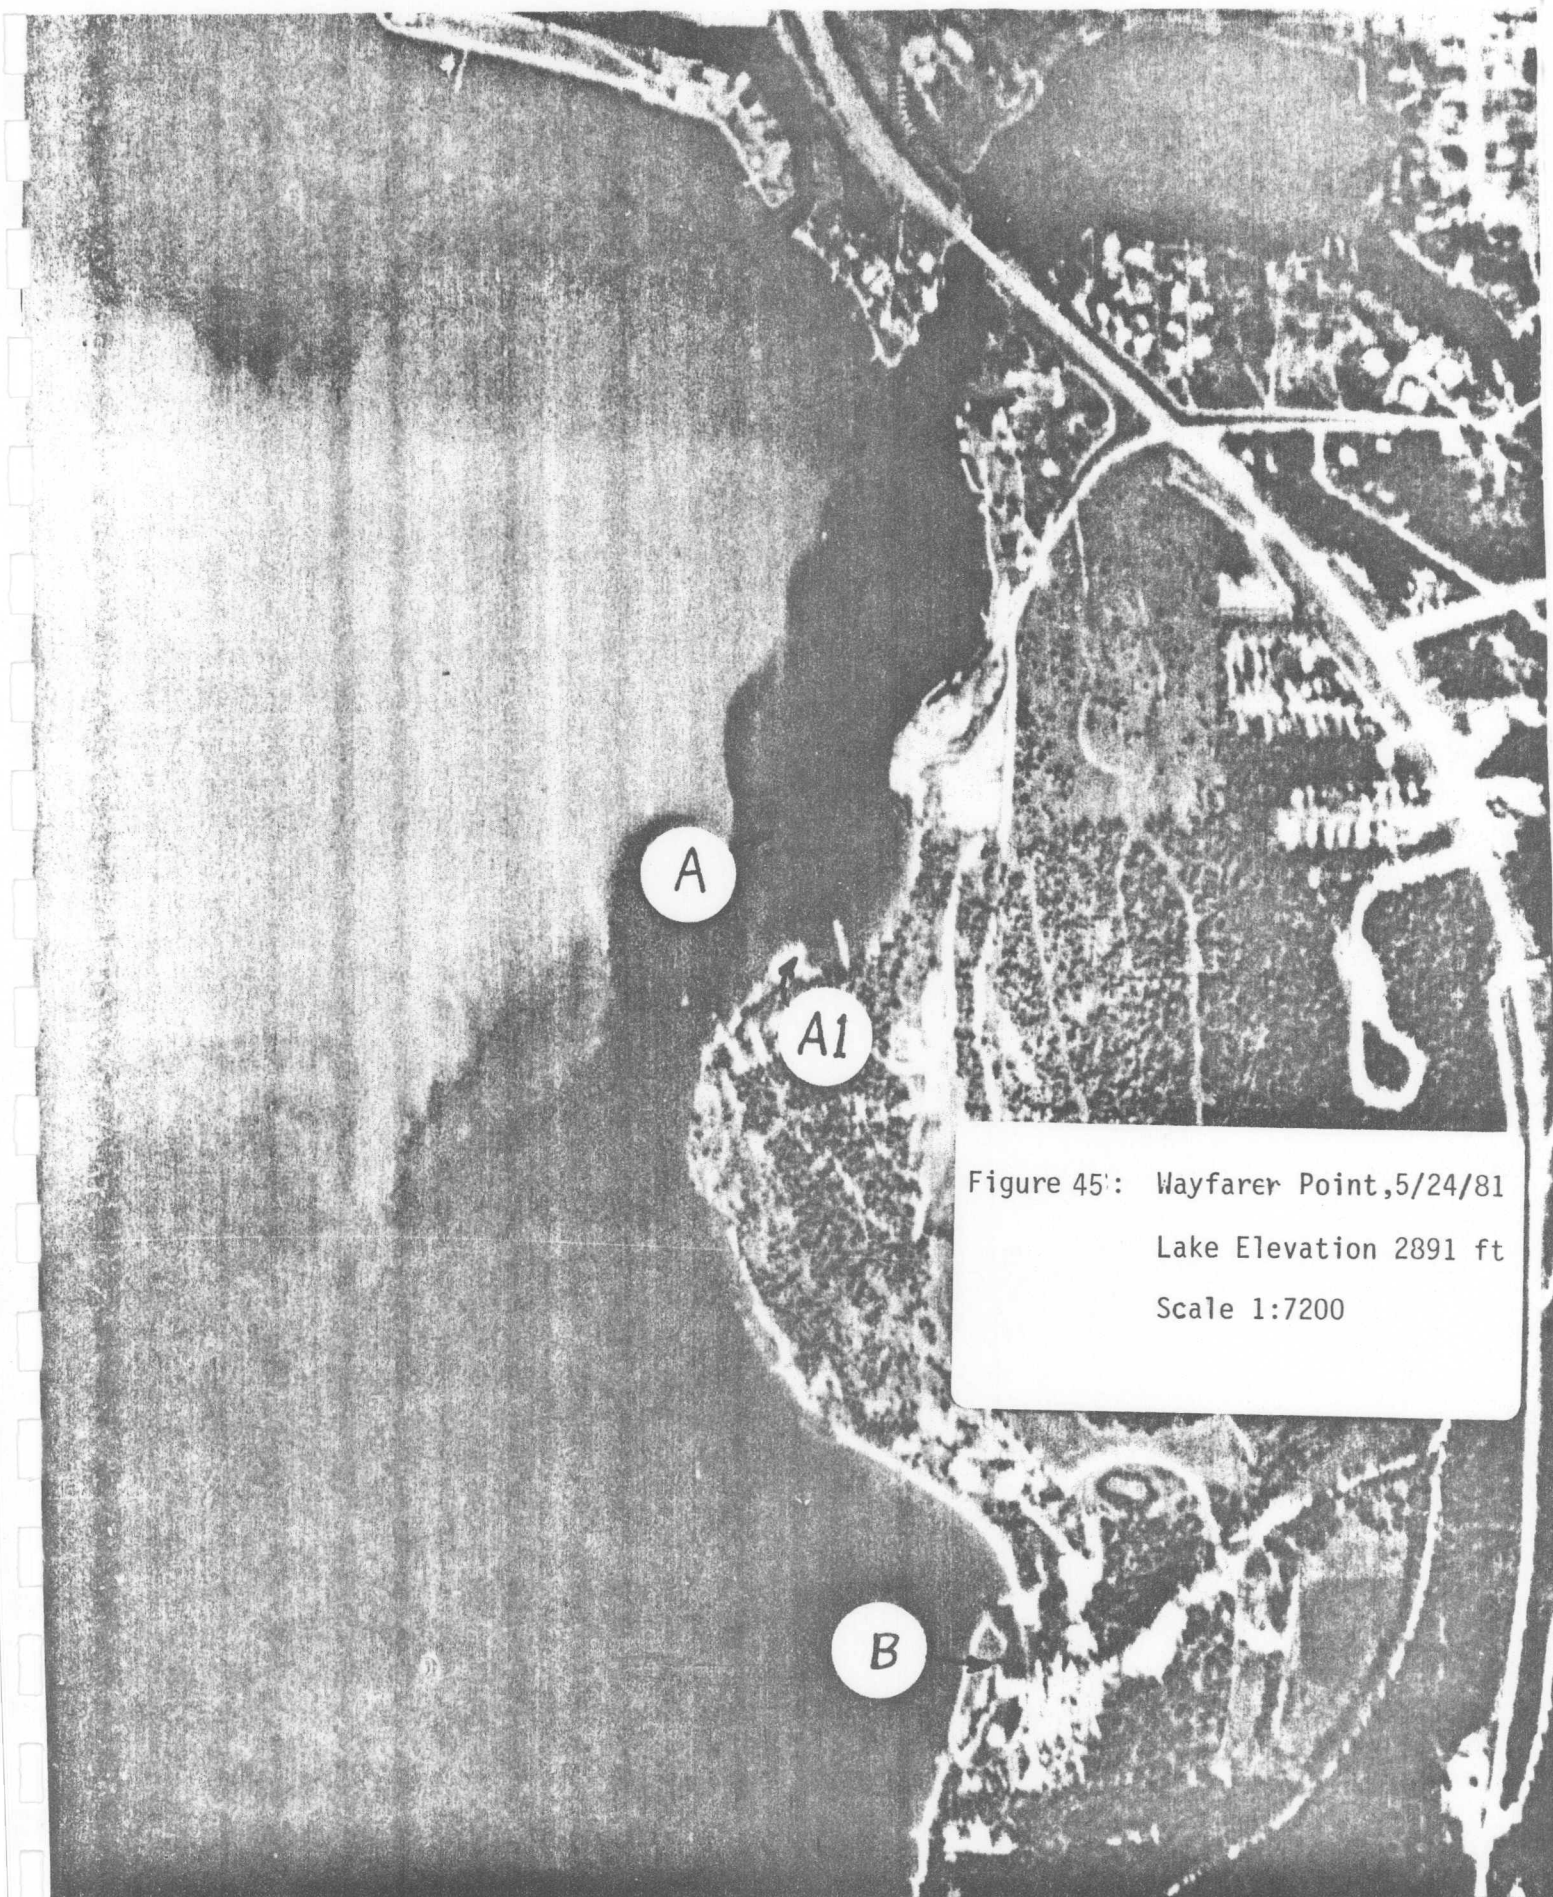 A
A1
Figure 45: Wayfarer Point,5/24/81
Lake Elevation 2891 ft
Scale 1:7200
B